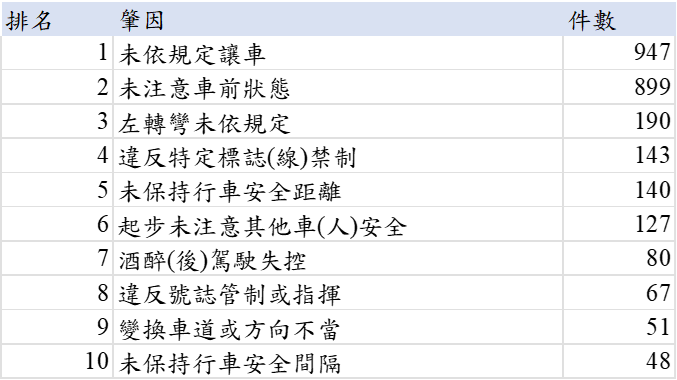 排名 肇因 件數
1 未依規定讓車 947
2 未注意車前狀態 899
3 左轉彎未依規定 190
4 違反特定標誌(線)禁制 143
5 未保持行車安全距離 140
6 起步未注意其他車(人)安全 127
7 酒醉(後)駕駛失控 80
8 違反號誌管制或指揮 67
9 變換車道或方向不當 51
10 未保持行車安全間隔 48